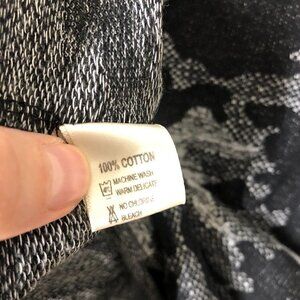 100% COTTON
MACHINE WASH
WARM DELICATE
NO CHLORINE
BLEACH